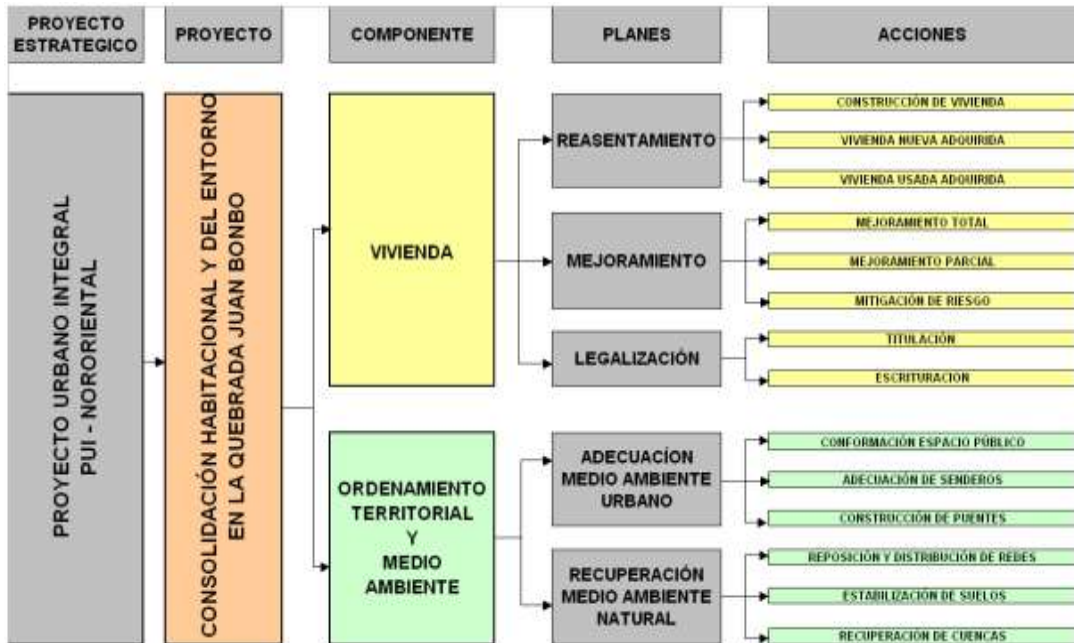 PROYECTO
ESTRATEGICO
PROYECTO
COMPONENTE
PLANES
ACCIONES
PROYECTO URBANO INTEGRAL
PUI - NORORIENTAL
CONSOLIDACIÓN HABITACIONAL Y DEL ENTORNO
EN LA QUEBRADA JUAN BONBO
VIVIENDA
REASENTAMIENTO
CONSTRUCCIÓN DE VIVIENDA
VIVIENDA NUEVA ADQUIRIDA
VIVIENDA USADA ADQUIRIDA
MEJORAMIENTO
MEJORAMIENTO TOTAL
MEJORAMIENTO PARCIAL
MITIGACIÓN DE RIESGO
LEGALIZACIÓN
TITULACIÓN
ESCRITURACION
ORDENAMIENTO
TERRITORIAL
Y
MEDIO
AMBIENTE
ADECUACÍON
MEDIO AMBIENTE
URBANO
CONFORMACIÓN ESPACIO PÚBLICO
ADECUACIÓN DE SENDEROS
CONSTRUCCIÓN DE PUENTES
RECUPERACIÓN
MEDIO AMBIENTE
NATURAL
REPOSICIÓN Y DISTRIBUCIÓN DE REDES
ESTABILIZACIÓN DE SUELOS
RECUPERACIÓN DE CUENCAS